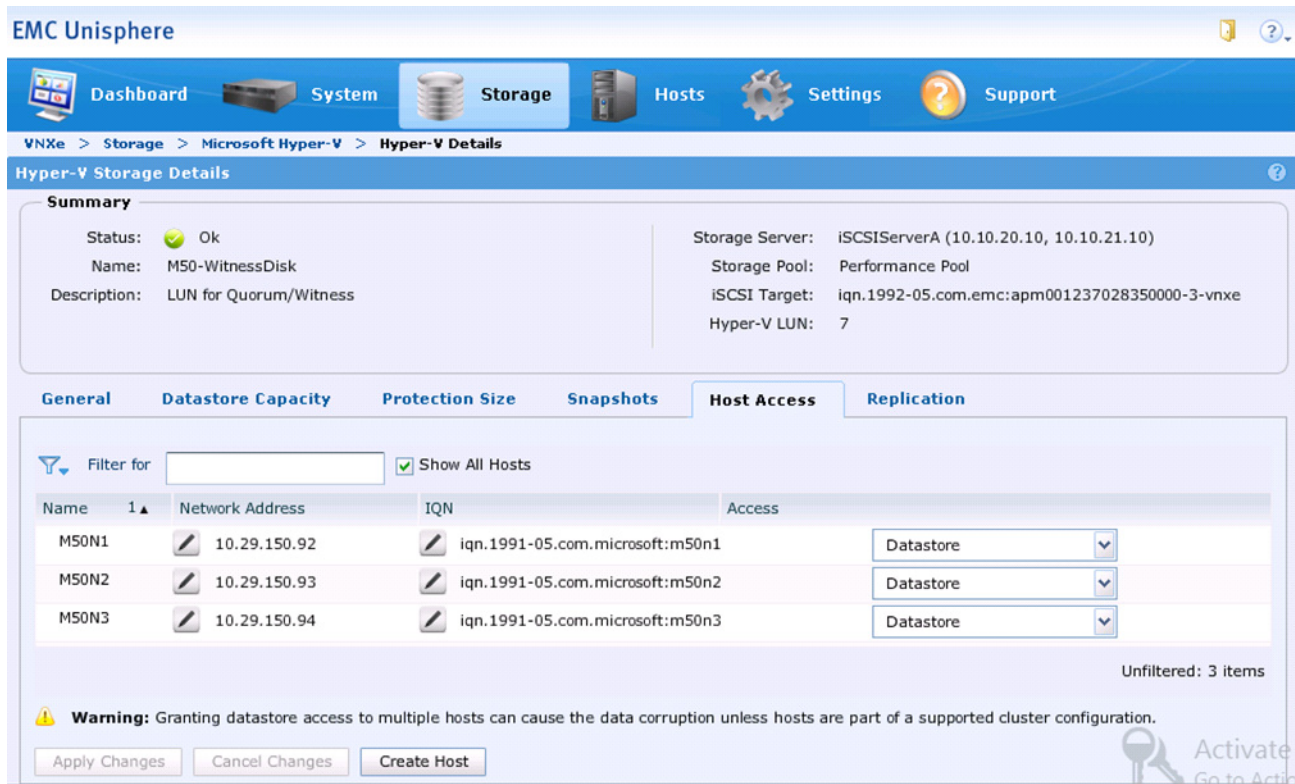 EMC Unisphere
?
Dashboard System Storage Hosts ? Settings Support
VNXe > Storage > Microsoft Hyper-V > Hyper-V Details
Hyper-V Storage Details ?
Summary
Status: Ok
Name: M50-WitnessDisk
Description: LUN for Quorum/Witness
Storage Server: iSCSIServerA (10.10.20.10, 10.10.21.10)
Storage Pool: Performance Pool
iSCSI Target: iqn.1992-05.com.emc:apm001237028350000-3-vnxe
Hyper-V LUN: 7
General Datastore Capacity Protection Size Snapshots Host Access Replication
Filter for Show All Hosts
Name 1▲ Network Address IQN Access
M50N1 10.29.150.92 iqn.1991-05.com.microsoft:m50n1 Datastore
M50N2 10.29.150.93 iqn.1991-05.com.microsoft:m50n2 Datastore
M50N3 10.29.150.94 iqn.1991-05.com.microsoft:m50n3 Datastore
Unfiltered: 3 items
Warning: Granting datastore access to multiple hosts can cause the data corruption unless hosts are part of a supported cluster configuration.
Apply Changes Cancel Changes Create Host
Activate
Go to Acti